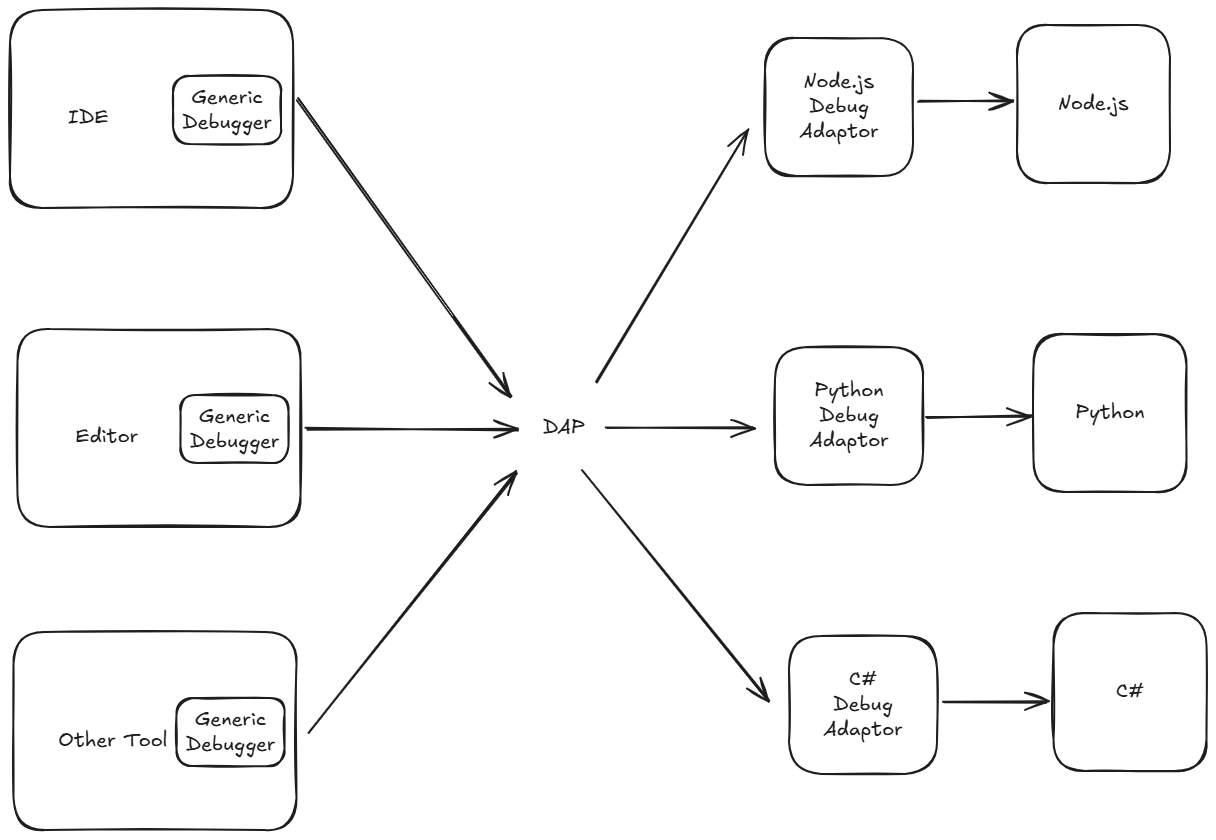 IDE
Generic
Debugger
Node.js
Debug
Adaptor
Node.js
Editor
Generic
Debugger
DAP
Python
Debug
Adaptor
Python
Other Tool
Generic
Debugger
C#
Debug
Adaptor
C#